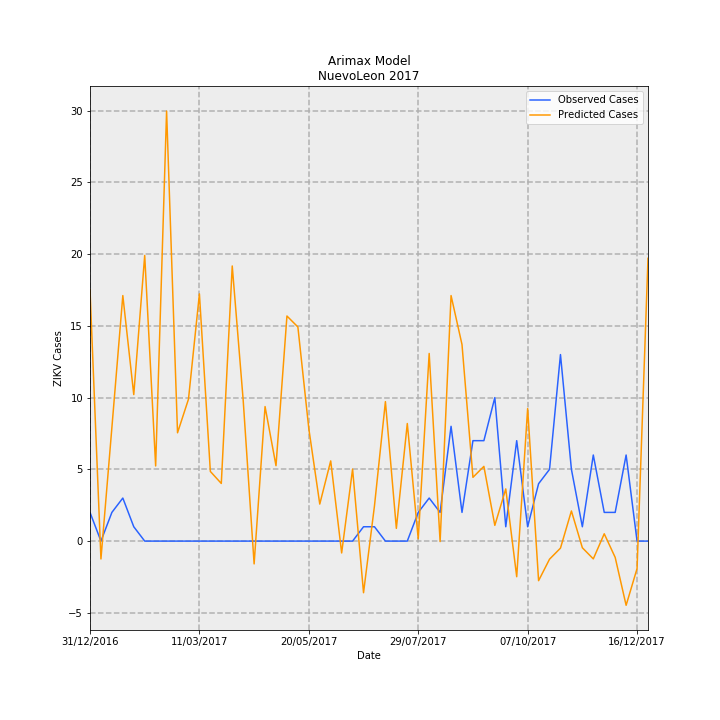 Arimax Model
NuevoLeon 2017
Observed Cases
Predicted Cases
30
25
20
15
10
5
0
−5
ZIKV Cases
31/12/2016 11/03/2017 20/05/2017 29/07/2017 07/10/2017 16/12/2017
Date